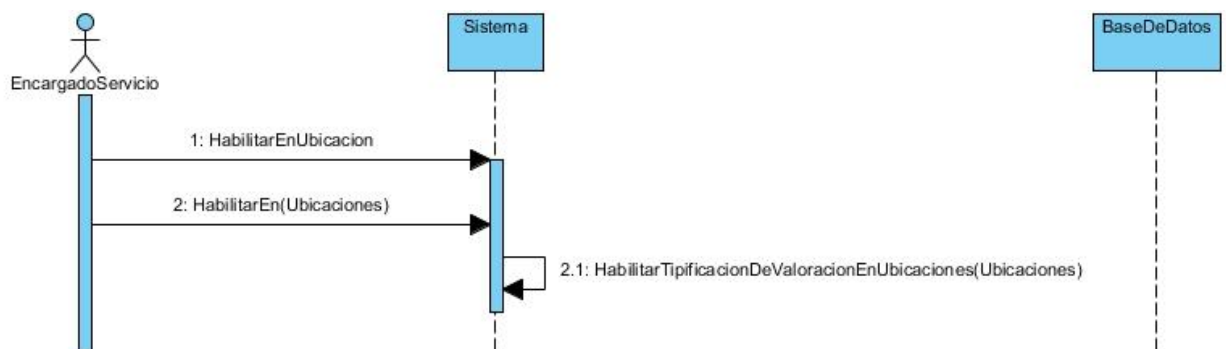 EncargadoServicio
Sistema
BaseDeDatos
1: HabilitarEnUbicacion
2: HabilitarEn(Ubicaciones)
2.1: HabilitarTipificacionDeValoracionEnUbicaciones(Ubicaciones)